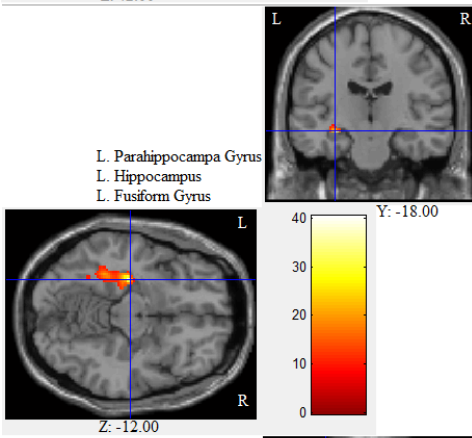 L R
L. Parahippocampa Gyrus
L. Hippocampus
L. Fusiform Gyrus
Y: -18.00
L
40
30
20
10
0
R
Z: -12.00